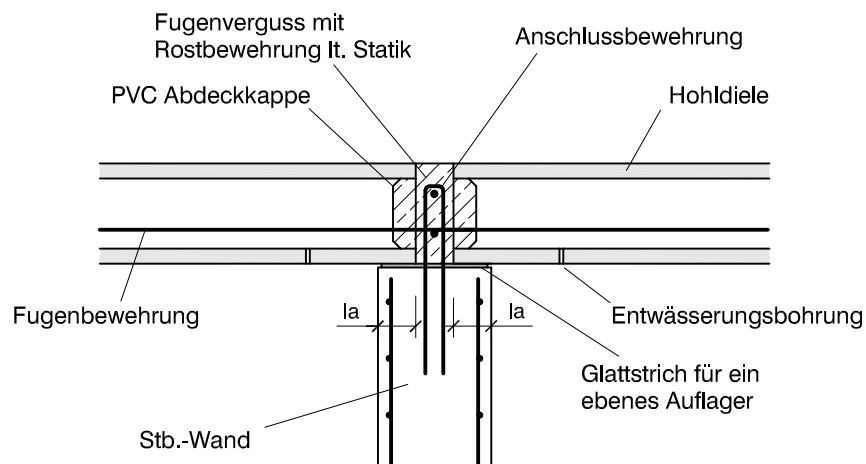 Fugenverguss mit
Rostbewehrung lt. Statik
Anschlussbewehrung
PVC Abdeckkappe
Hohldiele
Fugenbewehrung
la
la
Entwässerungsbohrung
Glattstrich für ein
ebenes Auflager
Stb.-Wand